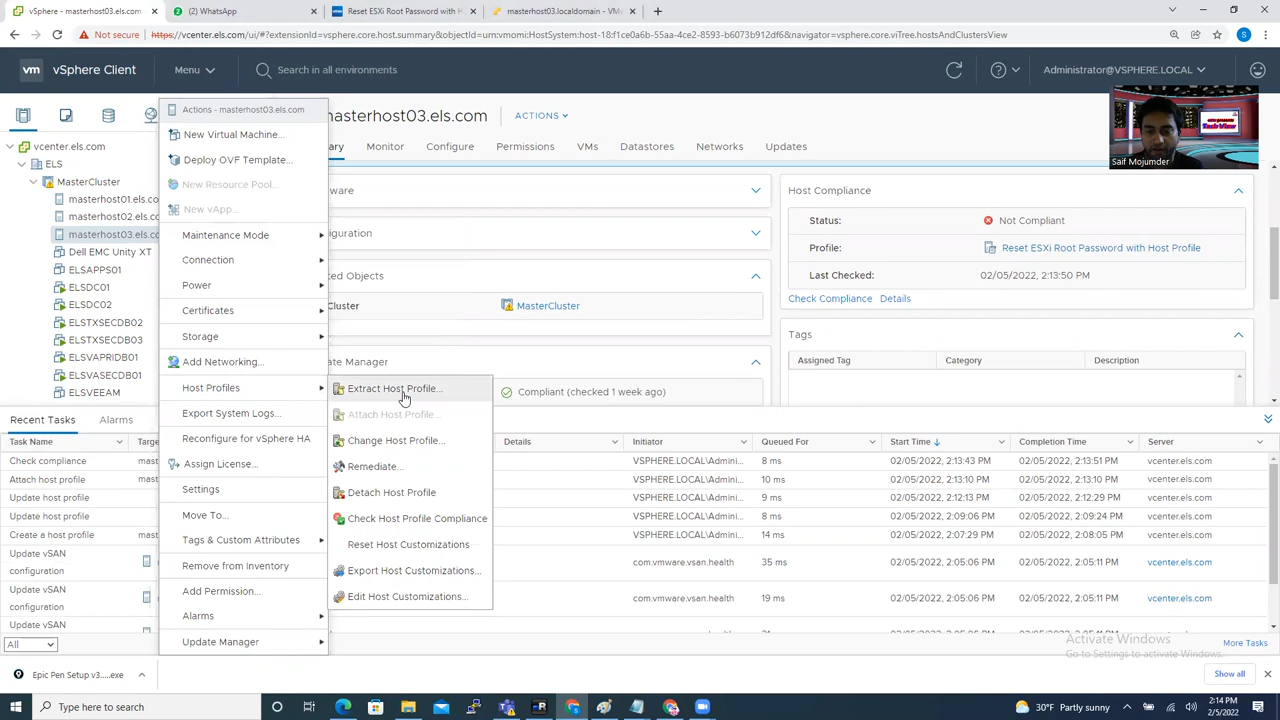 vSphere - masterhost03.els.com
(2) WhatsApp
Reset ESXi Root Password with H
masterhost03.localdomain - VMw
Not secure
https://vcenter.els.com/ui/#?extensionId=vsphere.core.host.summary&objectId=urn:vmomi:HostSystem:host-18:f1ce0a6b-55aa-4ce2-8593-b6073b912df6&navigator=vsphere.core.viTree.hostsAndClustersView
S
vm
vSphere Client
Menu
Search in all environments
Administrator@VSPHERE.LOCAL
Tech View
Saif Mojumder
vcenter.els.com
ELS
MasterCluster
masterhost01.els.co
masterhost02.els.co
masterhost03.els.co
Dell EMC Unity XT
ELSAPPS01
ELSDC01
ELSDC02
ELSTXSECDB02
ELSTXSECDB03
ELSVAPRIDB01
ELSVASECDB01
ELSVEEAM
Actions - masterhost03.els.com
New Virtual Machine...
Deploy OVF Template...
New Resource Pool...
New vApp...
Maintenance Mode
Connection
Power
Certificates
Storage
Add Networking...
Host Profiles
Export System Logs...
Reconfigure for vSphere HA
Assign License...
Settings
Move To...
Tags & Custom Attributes
Remove from Inventory
Add Permission...
Alarms
Update Manager
Extract Host Profile...
Attach Host Profile...
Change Host Profile...
Remediate...
Detach Host Profile
Check Host Profile Compliance
Reset Host Customizations
Export Host Customizations...
Edit Host Customizations...
masterhost03.els.com
ACTIONS
Monitor
Configure
Permissions
VMs
Datastores
Networks
Updates
MasterCluster
Compliant (checked 1 week ago)
Host Compliance
Status:
Not Compliant
Profile:
Reset ESXi Root Password with Host Profile
Last Checked:
02/05/2022, 2:13:50 PM
Check Compliance
Details
Tags
Assigned Tag
Category
Description
Recent Tasks
Alarms
Task Name
Target
Details
Initiator
Queued For
Start Time
Completion Time
Server
Check compliance mast VSPHERE.LOCAL\Admini... 8 ms 02/05/2022, 2:13:43 PM 02/05/2022, 2:13:51 PM vcenter.els.com
Attach host profile mast VSPHERE.LOCAL\Admini... 10 ms 02/05/2022, 2:13:10 PM 02/05/2022, 2:13:10 PM vcenter.els.com
Update host profile VSPHERE.LOCAL\Admini... 9 ms 02/05/2022, 2:12:13 PM 02/05/2022, 2:12:29 PM vcenter.els.com
Update host profile VSPHERE.LOCAL\Admini... 8 ms 02/05/2022, 2:09:06 PM 02/05/2022, 2:09:24 PM vcenter.els.com
Create a host profile VSPHERE.LOCAL\Admini... 14 ms 02/05/2022, 2:07:29 PM 02/05/2022, 2:08:05 PM vcenter.els.com
Update vSAN configuration com.vmware.vsan.health 35 ms 02/05/2022, 2:05:06 PM 02/05/2022, 2:05:11 PM vcenter.els.com
Update vSAN configuration com.vmware.vsan.health 19 ms 02/05/2022, 2:05:06 PM 02/05/2022, 2:05:11 PM vcenter.els.com
Update vSAN
All
More Tasks
Activate Windows
Go to Settings to activate Windows.
Epic Pen Setup v3.....exe
Show all
Type here to search
30°F Partly sunny
2:14 PM
2/5/2022